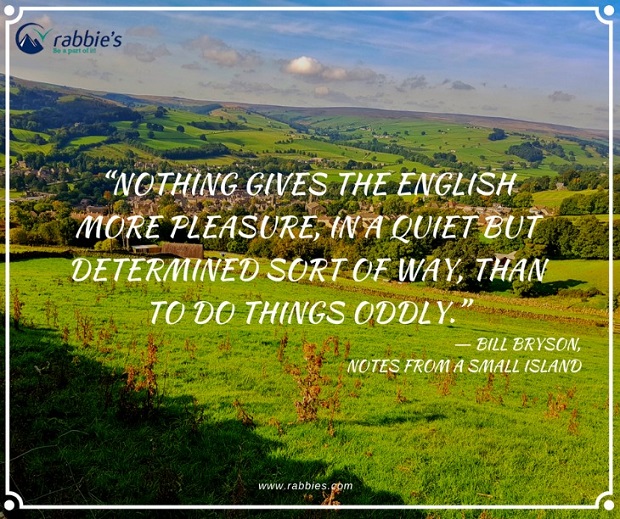 rabbie's
Be a part of it!
“NOTHING GIVES THE ENGLISH
MORE PLEASURE, IN A QUIET BUT
DETERMINED SORT OF WAY, THAN
TO DO THINGS ODDLY.”
— BILL BRYSON,
NOTES FROM A SMALL ISLAND
www.rabbies.com